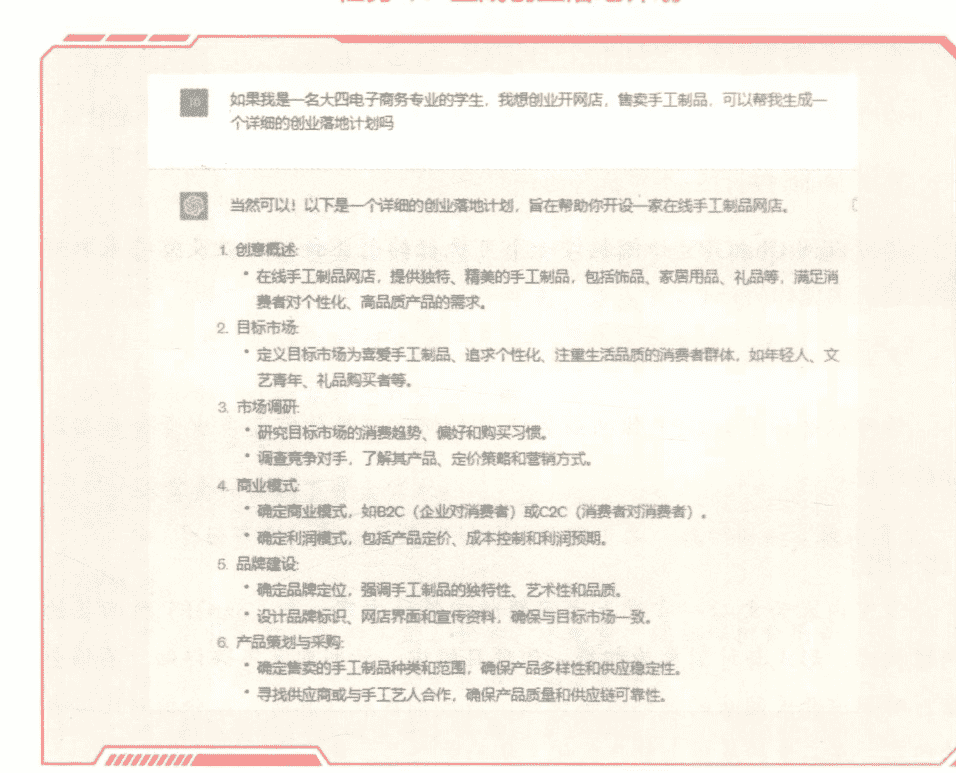 如果我是一名大四电子商务专业的学生，我想创业开网店，售卖手工制品，可以帮我生成一
个详细的创业落地计划吗
当然可以！以下是一个详细的创业落地计划，旨在帮助你开设一家在线手工制品网店。
1. 创意概述:
• 在线手工制品网店，提供独特、精美的手工制品，包括饰品、家居用品、礼品等，满足消
费者对个性化、高品质产品的需求。
2. 目标市场:
• 定义目标市场为喜爱手工制品、追求个性化、注重生活品质的消费者群体，如年轻人、文
艺青年、礼品购买者等。
3. 市场调研:
• 研究目标市场的消费趋势、偏好和购买习惯。
• 调查竞争对手，了解其产品、定价策略和营销方式。
4. 商业模式:
• 确定商业模式，如B2C（企业对消费者）或C2C（消费者对消费者）。
• 确定利润模式，包括产品定价、成本控制和利润预期。
5. 品牌建设:
• 确定品牌定位，强调手工制品的独特性、艺术性和品质。
• 设计品牌标识、网店界面和宣传资料，确保与目标市场一致。
6. 产品策划与采购:
• 确定售卖的手工制品种类和范围，确保产品多样性和供应稳定性。
• 寻找供应商或与手工艺人合作，确保产品质量和供应链可靠性。